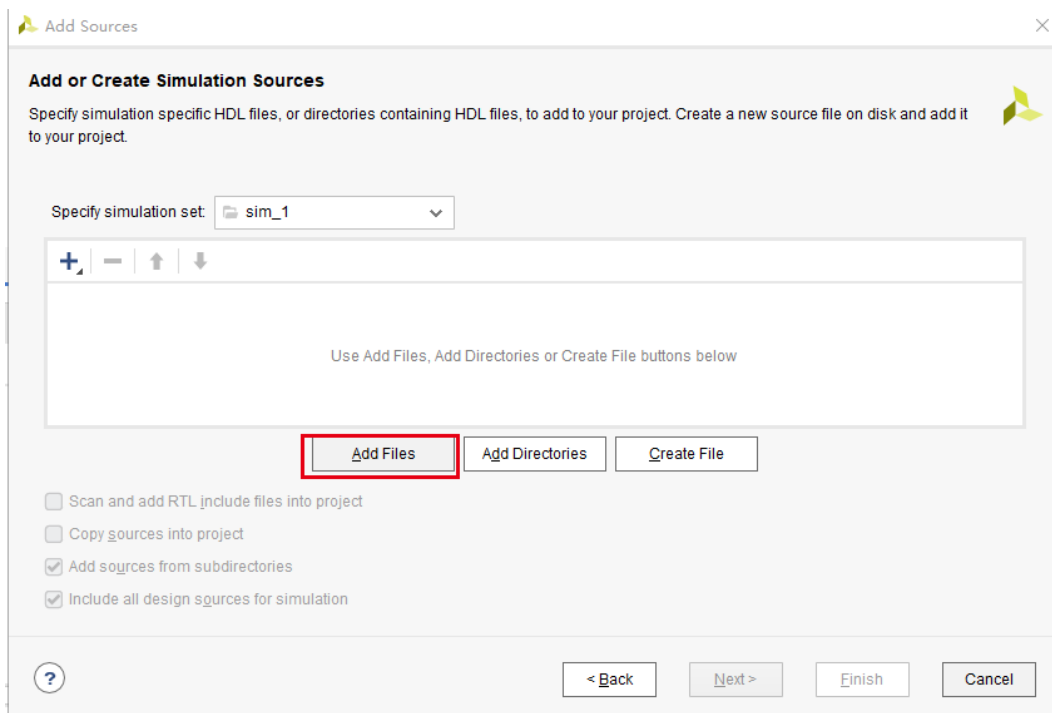 Add Sources
Add or Create Simulation Sources
Specify simulation specific HDL files, or directories containing HDL files, to add to your project. Create a new source file on disk and add it
to your project.
Specify simulation set: sim_1
Use Add Files, Add Directories or Create File buttons below
Add Files Add Directories Create File
Scan and add RTL include files into project
Copy sources into project
Add sources from subdirectories
Include all design sources for simulation
? < Back Next > Finish Cancel